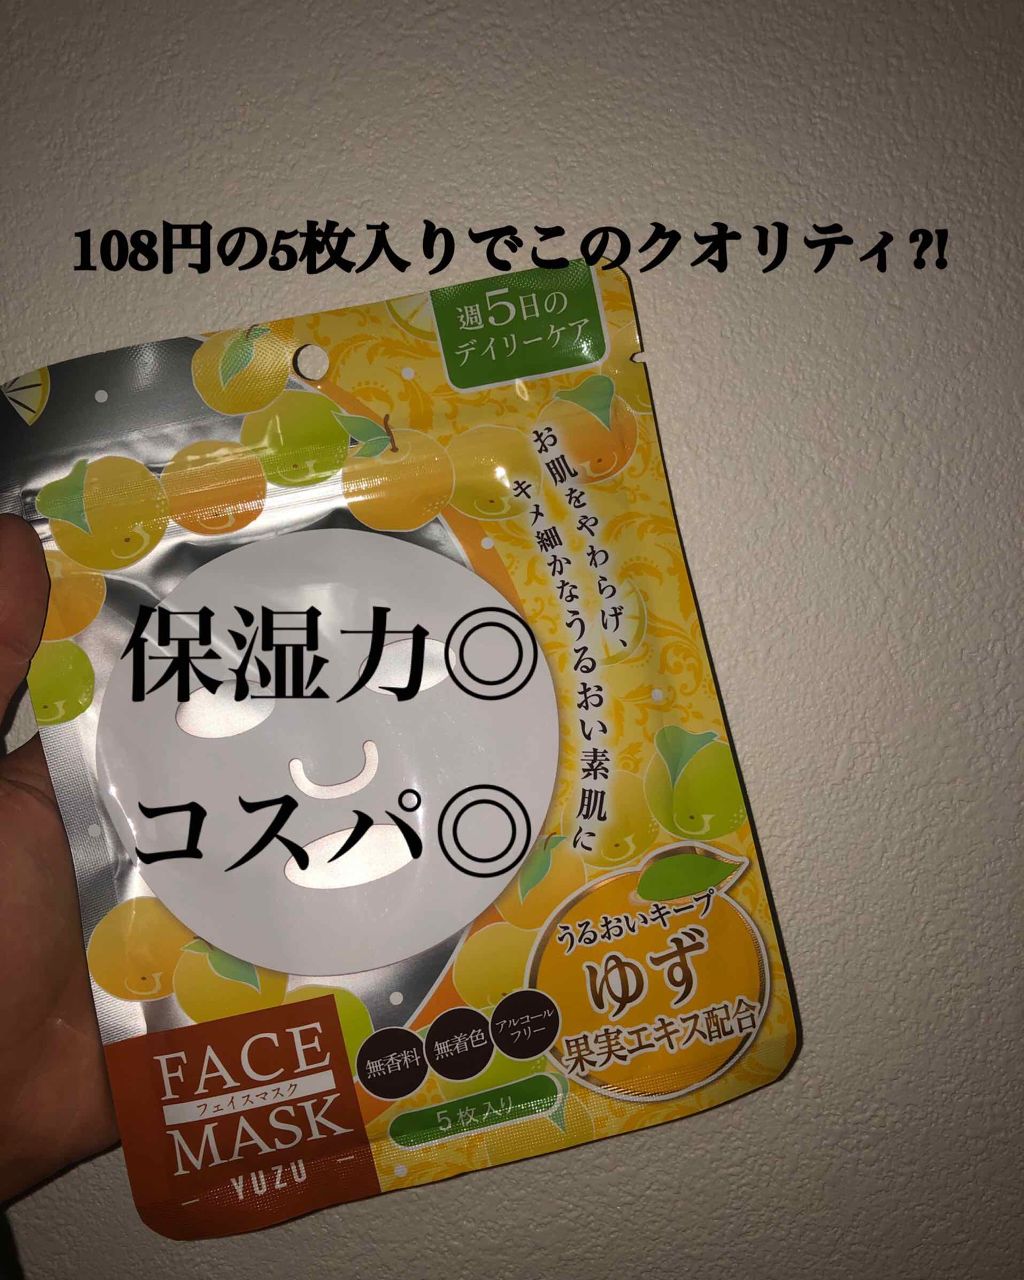 108円の5枚入りでこのクオリティ?!
週5日の
デイリーケア
お肌をやわらげ、
キメ細かなうるおい素肌に
保湿力◎
コスパ◎
うるおいキープ
ゆず
果実エキス配合
無香料
無着色
アルコール
フリー
5枚入り
FACE
フェイスマスク
MASK
YUZU